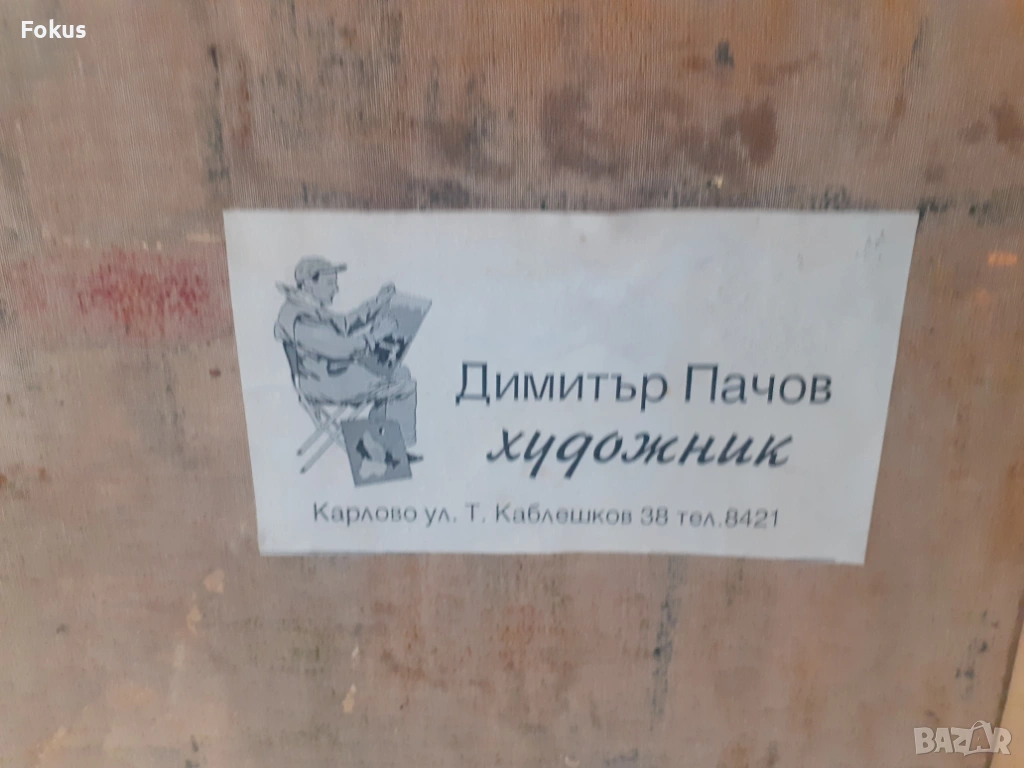 Fokus
Димитър Пачов
художник
Карлово ул. Т. Каблешков 38 тел.8421
BAZAR